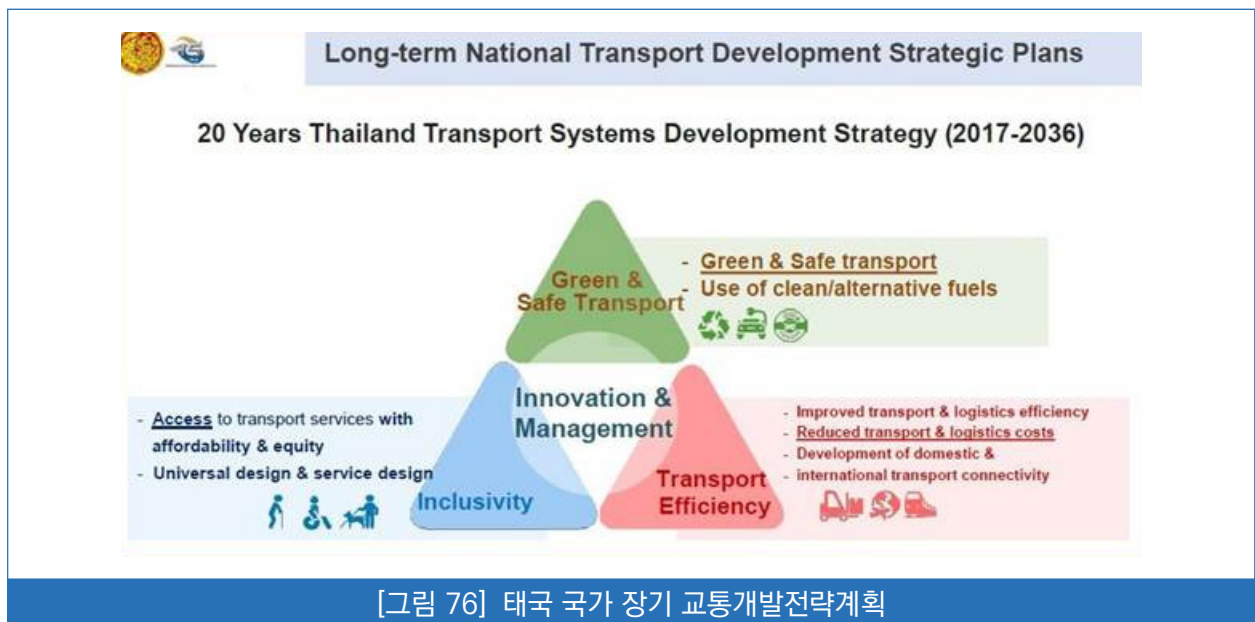 Long-term National Transport Development Strategic Plans
20 Years Thailand Transport Systems Development Strategy (2017-2036)
Green &
Safe Transport
- Green & Safe transport
- Use of clean/alternative fuels
Innovation &
Management
- Access to transport services with
affordability & equity
- Universal design & service design
Inclusivity
Transport
Efficiency
- Improved transport & logistics efficiency
- Reduced transport & logistics costs
- Development of domestic &
- international transport connectivity
[그림 76] 태국 국가 장기 교통개발전략계획